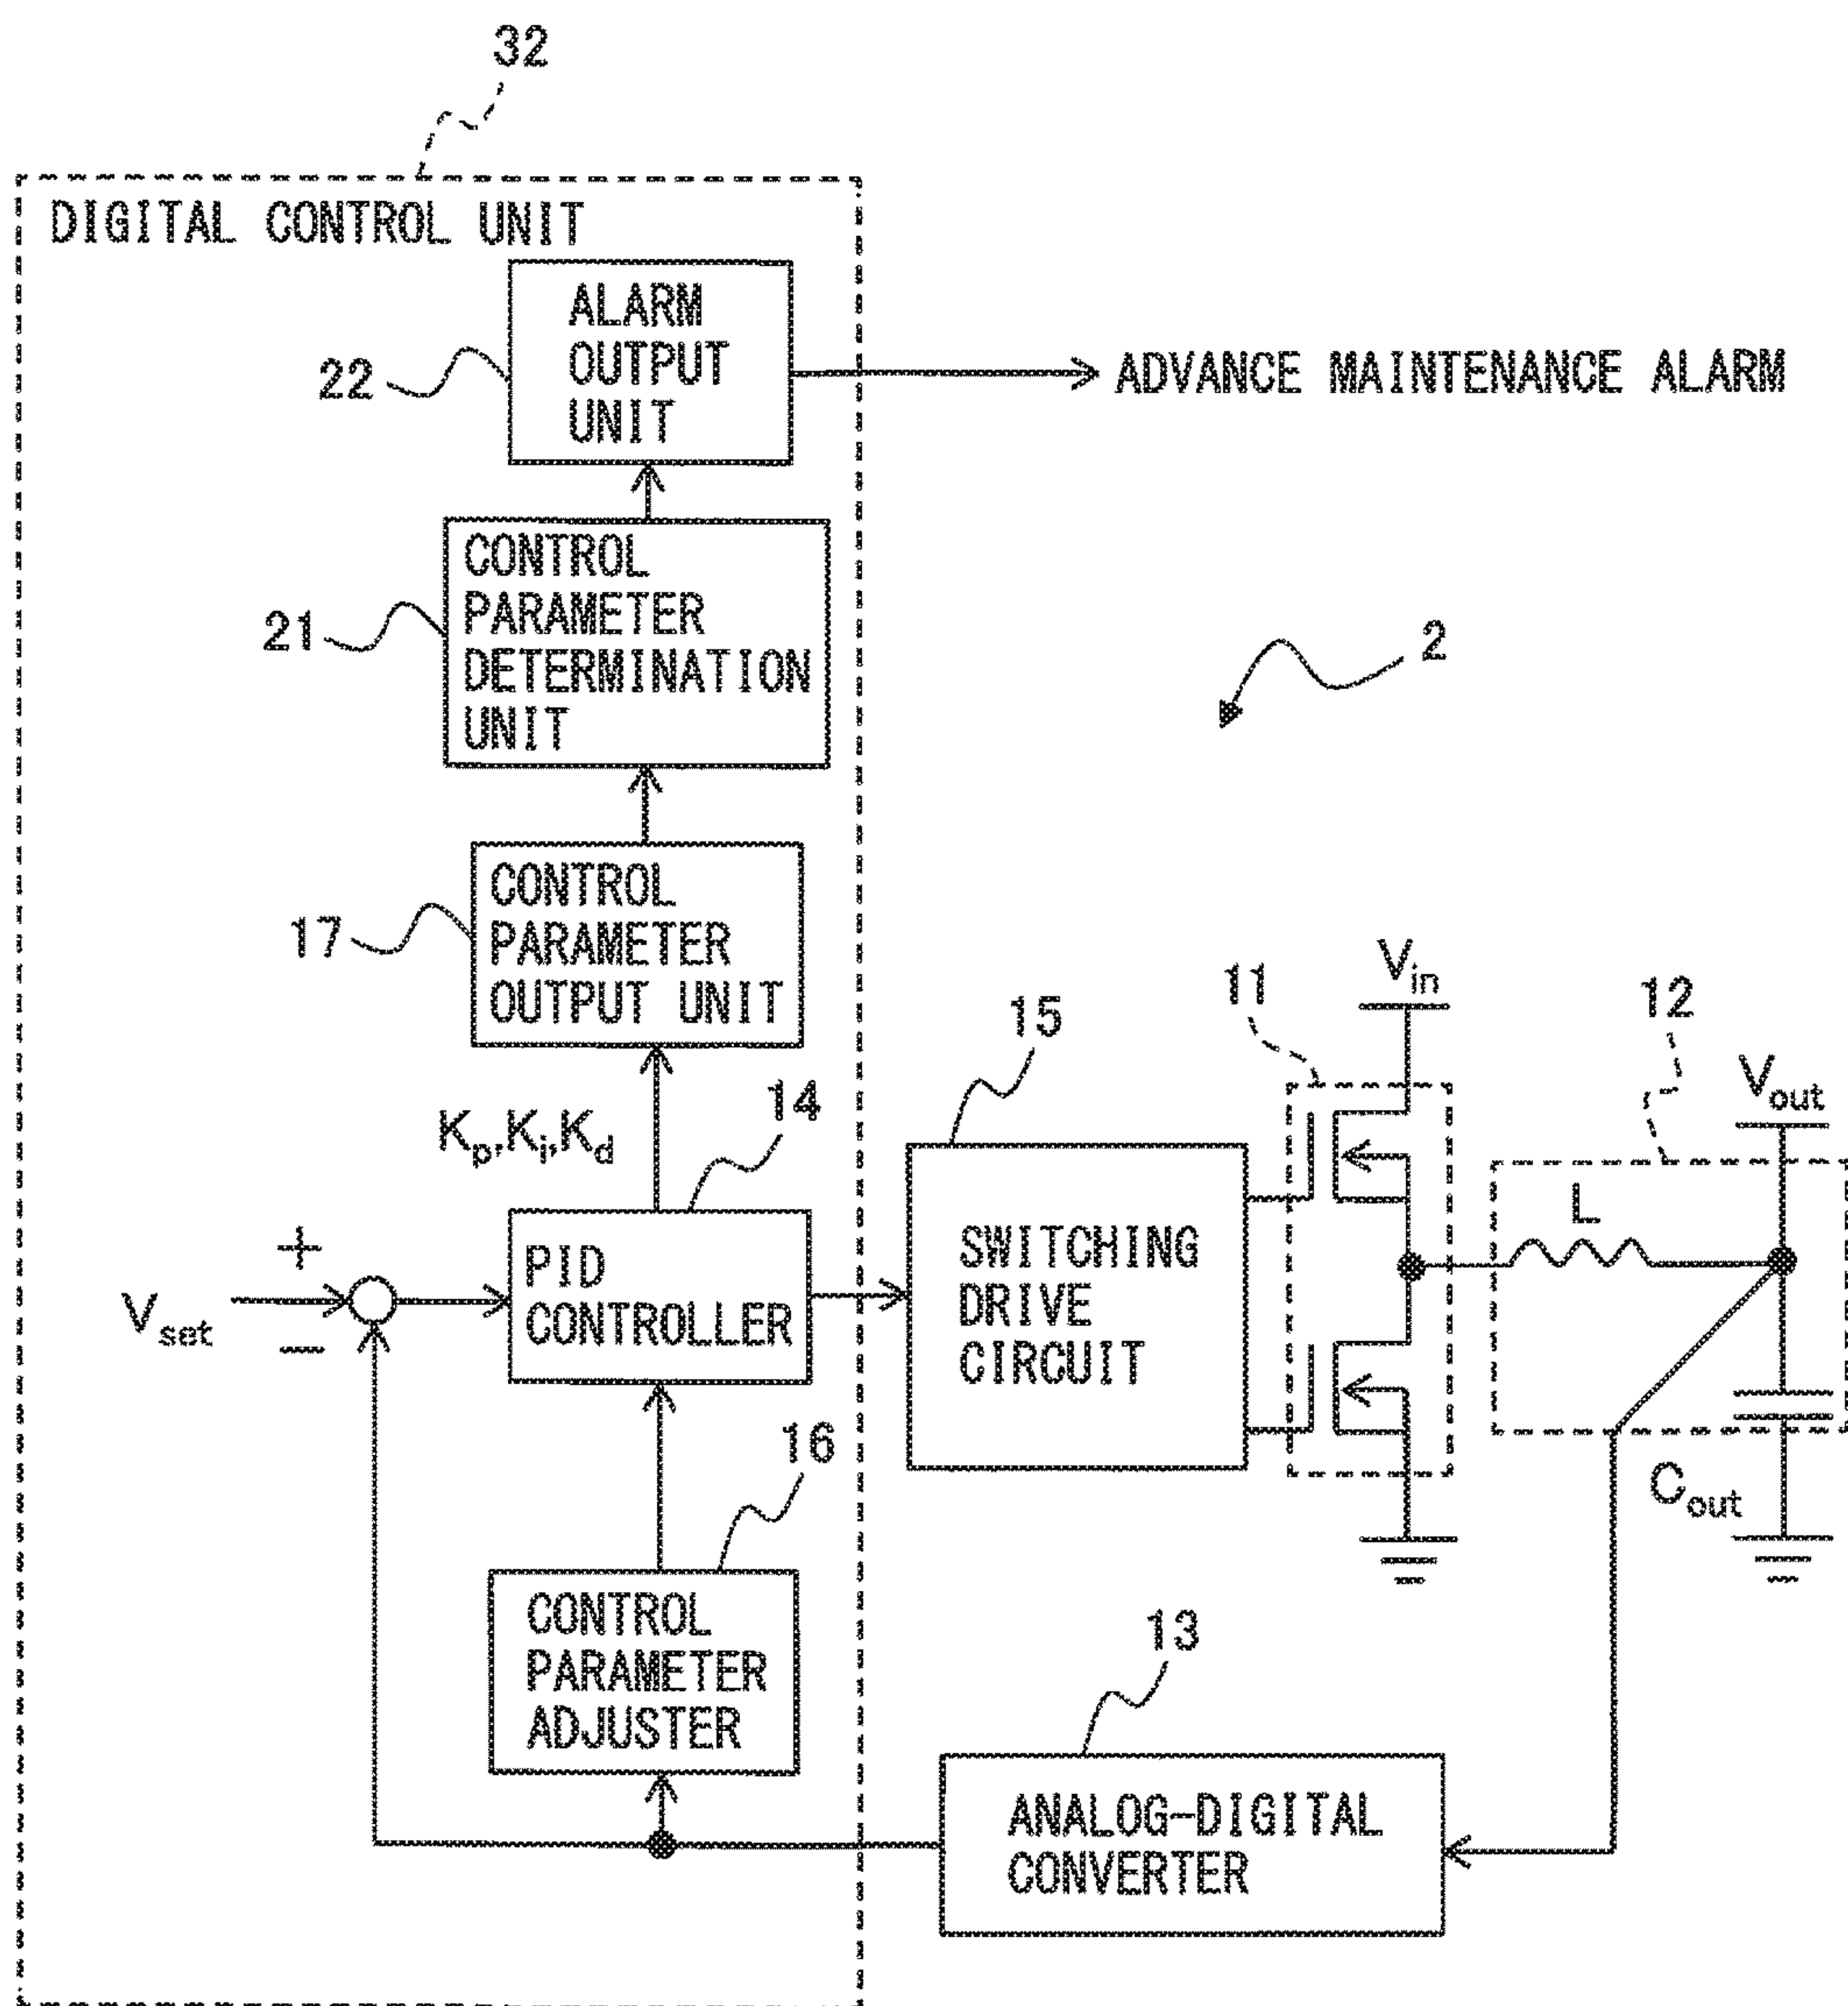 32
DIGITAL CONTROL UNIT
ALARM
OUTPUT
UNIT
22
ADVANCE MAINTENANCE ALARM
CONTROL
PARAMETER
DETERMINATION
UNIT
21
2
CONTROL
PARAMETER
OUTPUT UNIT
17
Vin
11
12
15
Vout
14
Kp,Ki,Kd
L
+
PID
CONTROLLER
SWITCHING
DRIVE
CIRCUIT
Vset
−
16
Cout
CONTROL
PARAMETER
ADJUSTER
13
ANALOG-DIGITAL
CONVERTER